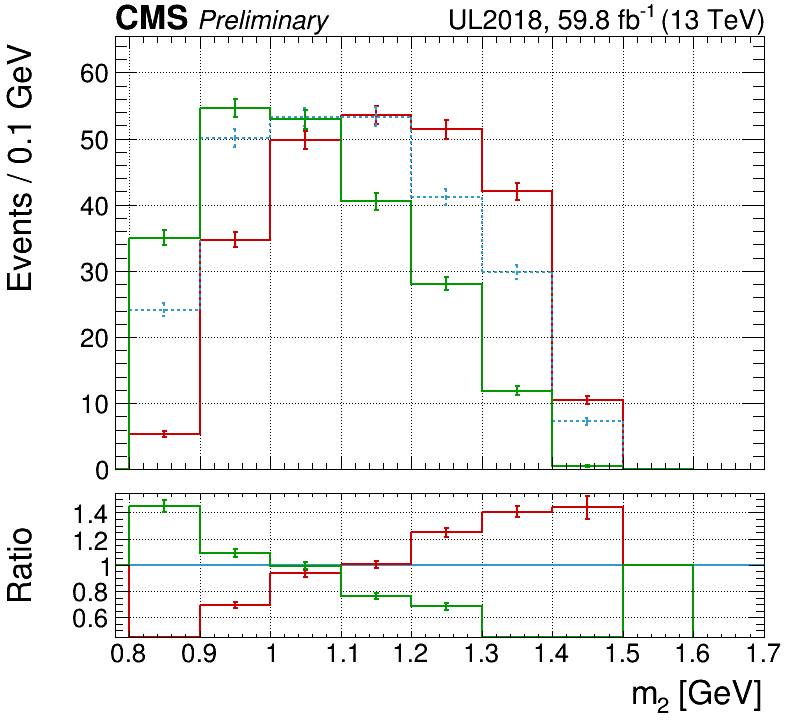 CMS Preliminary UL2018, 59.8 fb-1 (13 TeV)
Events / 0.1 GeV
60
50
40
30
20
10
0
Ratio
1.4
1.2
1
0.8
0.6
0.8 0.9 1 1.1 1.2 1.3 1.4 1.5 1.6 1.7
m2 [GeV]